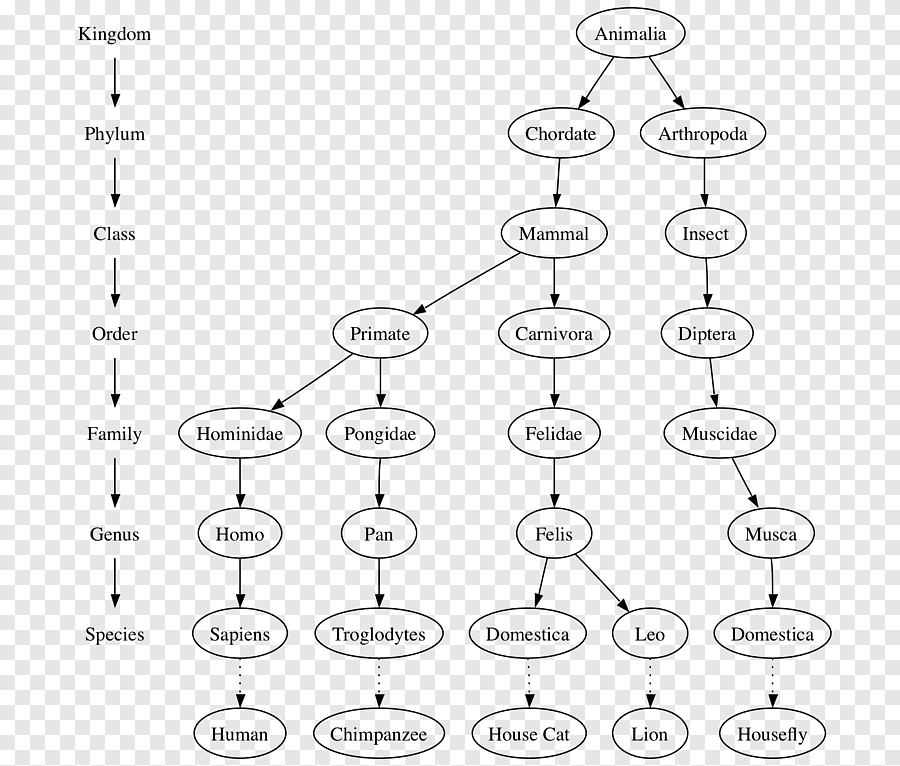 Kingdom
Animalia
Phylum
Chordate
Arthropoda
Class
Mammal
Insect
Order
Primate
Carnivora
Diptera
Family
Hominidae
Pongidae
Felidae
Muscidae
Genus
Homo
Pan
Felis
Musca
Species
Sapiens
Troglodytes
Domestica
Leo
Domestica
Human
Chimpanzee
House Cat
Lion
Housefly